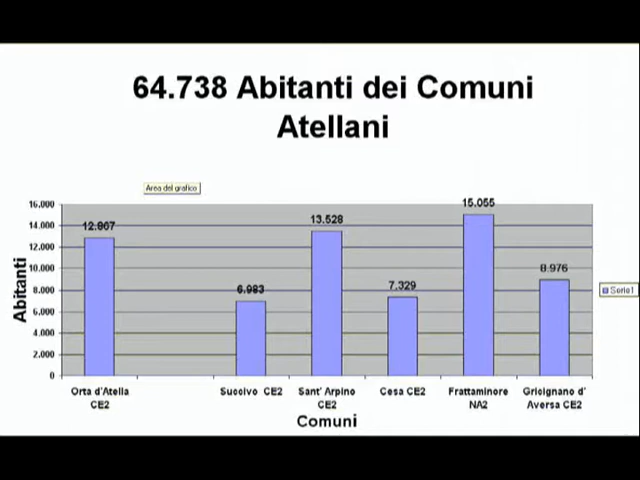 64.738 Abitanti dei Comuni
Atellani
Area del grafico
16.000
14.000
12.000
10.000
8.000
6.000
4.000
2.000
0
Abitanti
12.867
6.983
13.528
7.329
15.055
8.976
Orta d'Atella
CE2
Succivo CE2
Sant' Arpino
CE2
Cesa CE2
Frattaminore
NA2
Gricignano d'
Aversa CE2
Comuni
Serie1